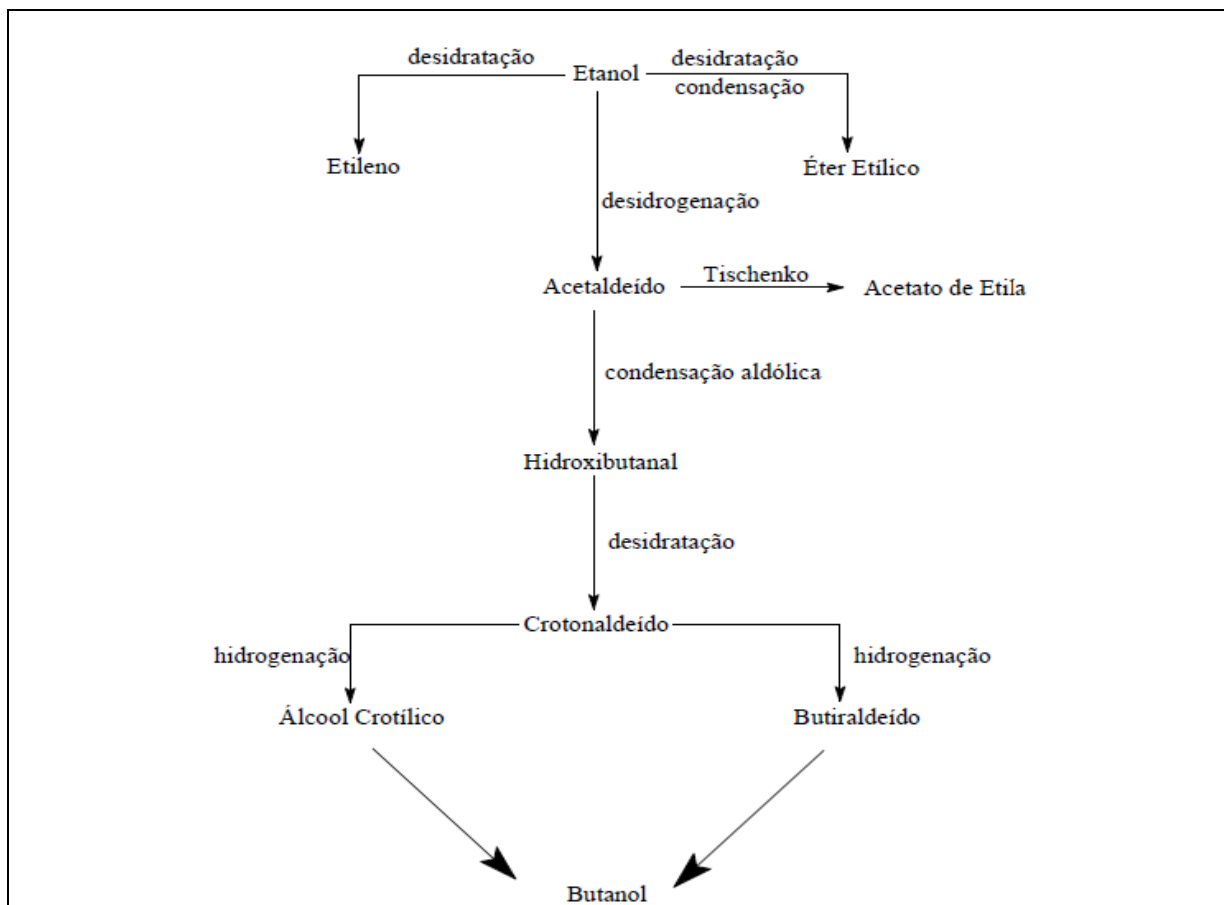 desidratação
Etanol
desidratação
condensação
Etileno
Éter Etílico
desidrogenação
Acetaldeído
Tischenko
Acetato de Etila
condensação aldólica
Hidroxibutanal
desidratação
Crotonaldeído
hidrogenação
hidrogenação
Álcool Crotílico
Butiraldeído
Butanol